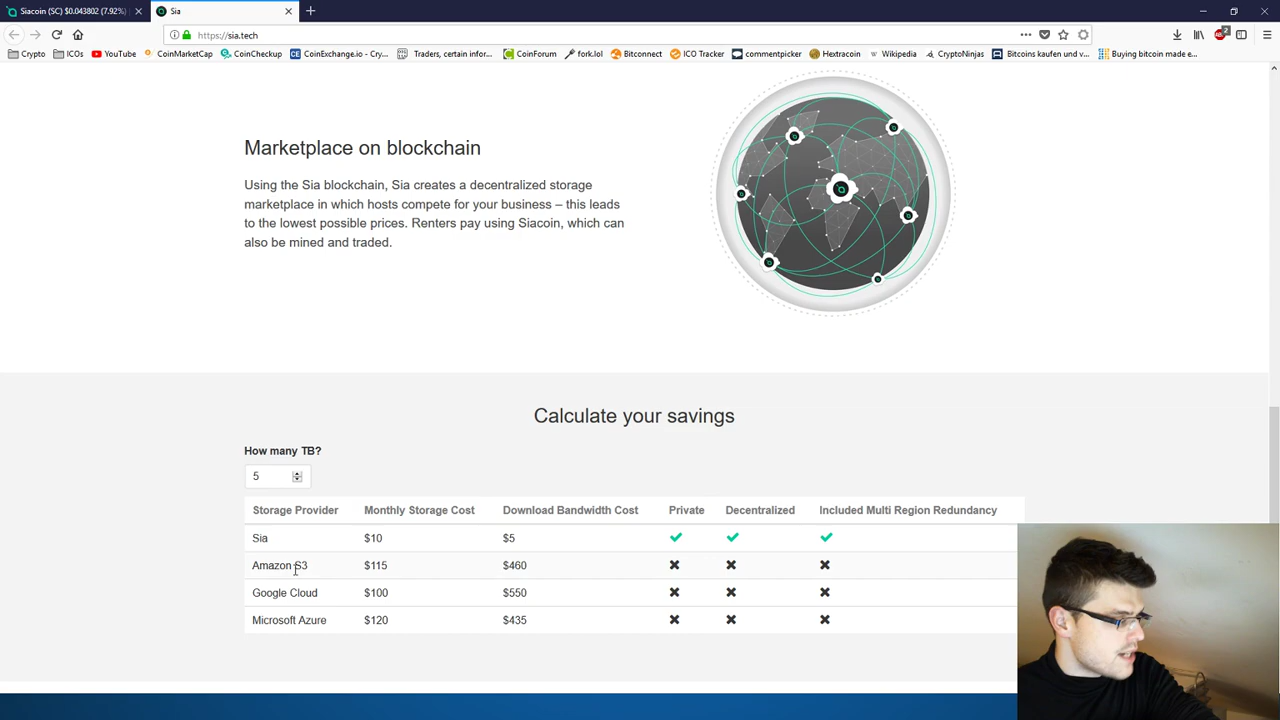 Siacoin (SC) $0.043802 (7.92%)
Sia
https://sia.tech
2
Crypto
ICOs
YouTube
CoinMarketCap
CoinCheckup
CoinExchange.io - Cry...
Traders, certain infor...
CoinForum
fork.lol
Bitconnect
ICO Tracker
commentpicker
Hextracoin
Wikipedia
CryptoNinjas
Bitcoins kaufen und v...
Buying bitcoin made e...
Marketplace on blockchain
Using the Sia blockchain, Sia creates a decentralized storage
marketplace in which hosts compete for your business – this leads
to the lowest possible prices. Renters pay using Siacoin, which can
also be mined and traded.
Calculate your savings
How many TB?
5
Storage Provider Monthly Storage Cost Download Bandwidth Cost Private Decentralized Included Multi Region Redundancy
Sia $10 $5
Amazon S3 $115 $460
Google Cloud $100 $550
Microsoft Azure $120 $435